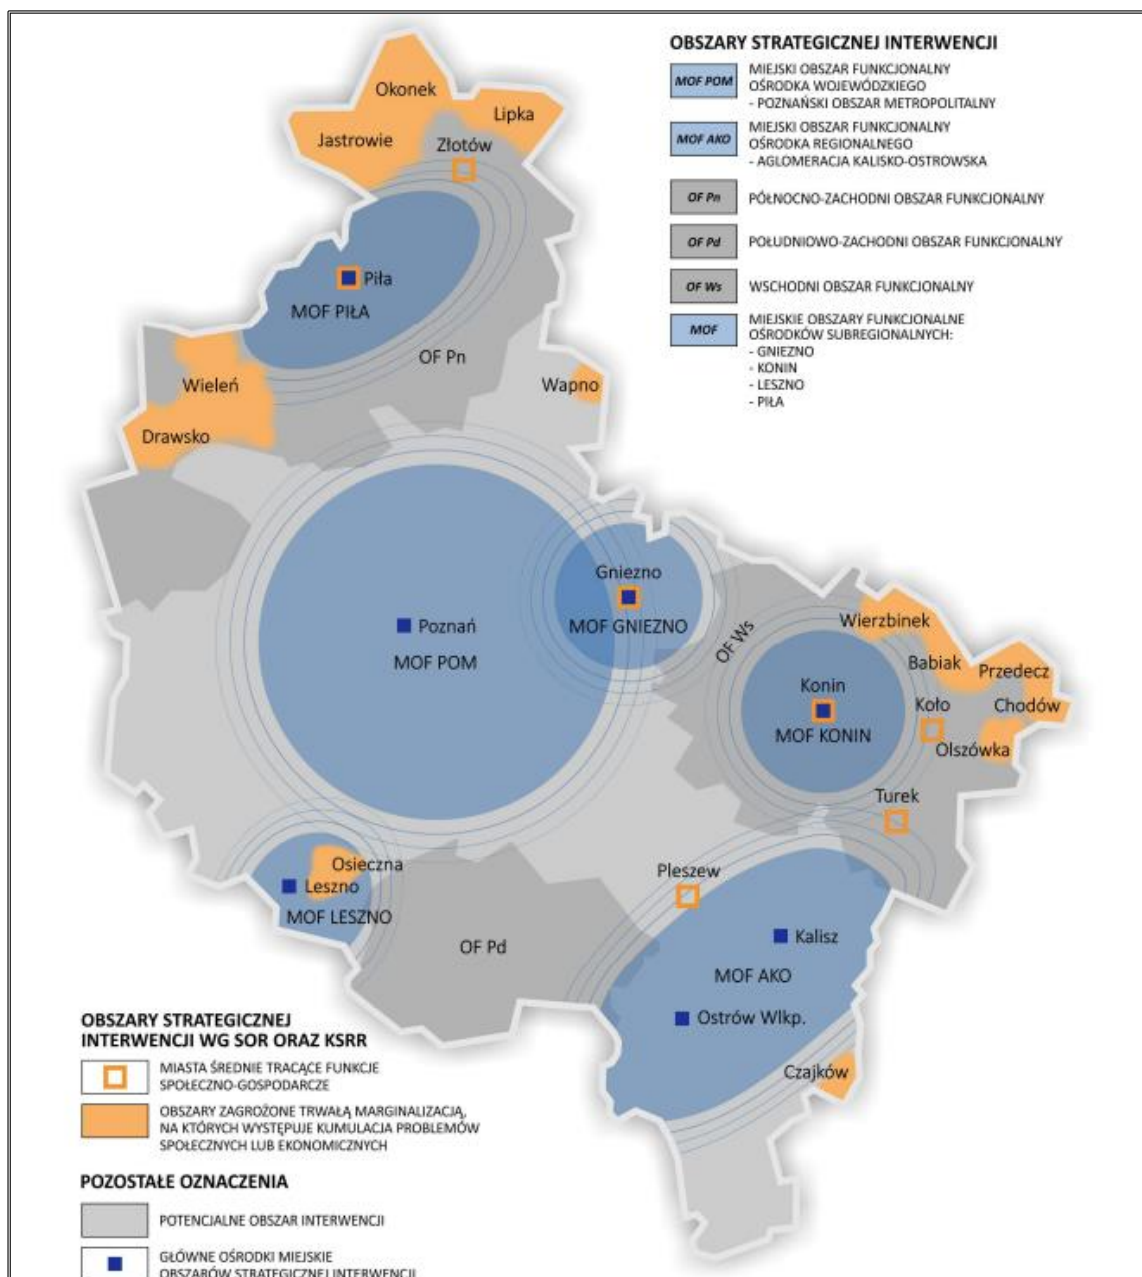 OBSZARY STRATEGICZNEJ INTERWENCJI
MOF POM
MIEJSKI OBSZAR FUNKCJONALNY
OŚRODKA WOJEWÓDZKIEGO
- POZNAŃSKI OBSZAR METROPOLITALNY
MOF AKO
MIEJSKI OBSZAR FUNKCJONALNY
OŚRODKA REGIONALNEGO
- AGLOMERACJA KALISKO-OSTROWSKA
OF Pn
PÓŁNOCNO-ZACHODNI OBSZAR FUNKCJONALNY
OF Pd
POŁUDNIOWO-ZACHODNI OBSZAR FUNKCJONALNY
OF Ws
WSCHODNI OBSZAR FUNKCJONALNY
MOF
MIEJSKIE OBSZARY FUNKCJONALNE
OŚRODKÓW SUBREGIONALNYCH:
- GNIEZNO
- KONIN
- LESZNO
- PIŁA
Okonek
Lipka
Jastrowie
Złotów
Piła
MOF PIŁA
OF Pn
Wieleń
Wapno
Drawsko
Gniezno
MOF GNIEZNO
Poznań
MOF POM
OF Ws
Wierzbinek
Babiak
Przedecz
Konin
Koło
Chodów
MOF KONIN
Olszówka
Turek
Osieczna
Leszno
MOF LESZNO
Pleszew
OF Pd
Kalisz
MOF AKO
Ostrów Wlkp.
Czajków
OBSZARY STRATEGICZNEJ
INTERWENCJI WG SOR ORAZ KSRR
MIASTA ŚREDNIE TRACĄCE FUNKCJE
SPOŁECZNO-GOSPODARCZE
OBSZARY ZAGROŻONE TRWAŁĄ MARGINALIZACJĄ,
NA KTÓRYCH WYSTĘPUJE KUMULACJA PROBLEMÓW
SPOŁECZNYCH LUB EKONOMICZNYCH
POZOSTAŁE OZNACZENIA
POTENCJALNE OBSZAR INTERWENCJI
GŁÓWNE OŚRODKI MIEJSKIE
OBSZARÓW STRATEGICZNEJ INTERWENCJI